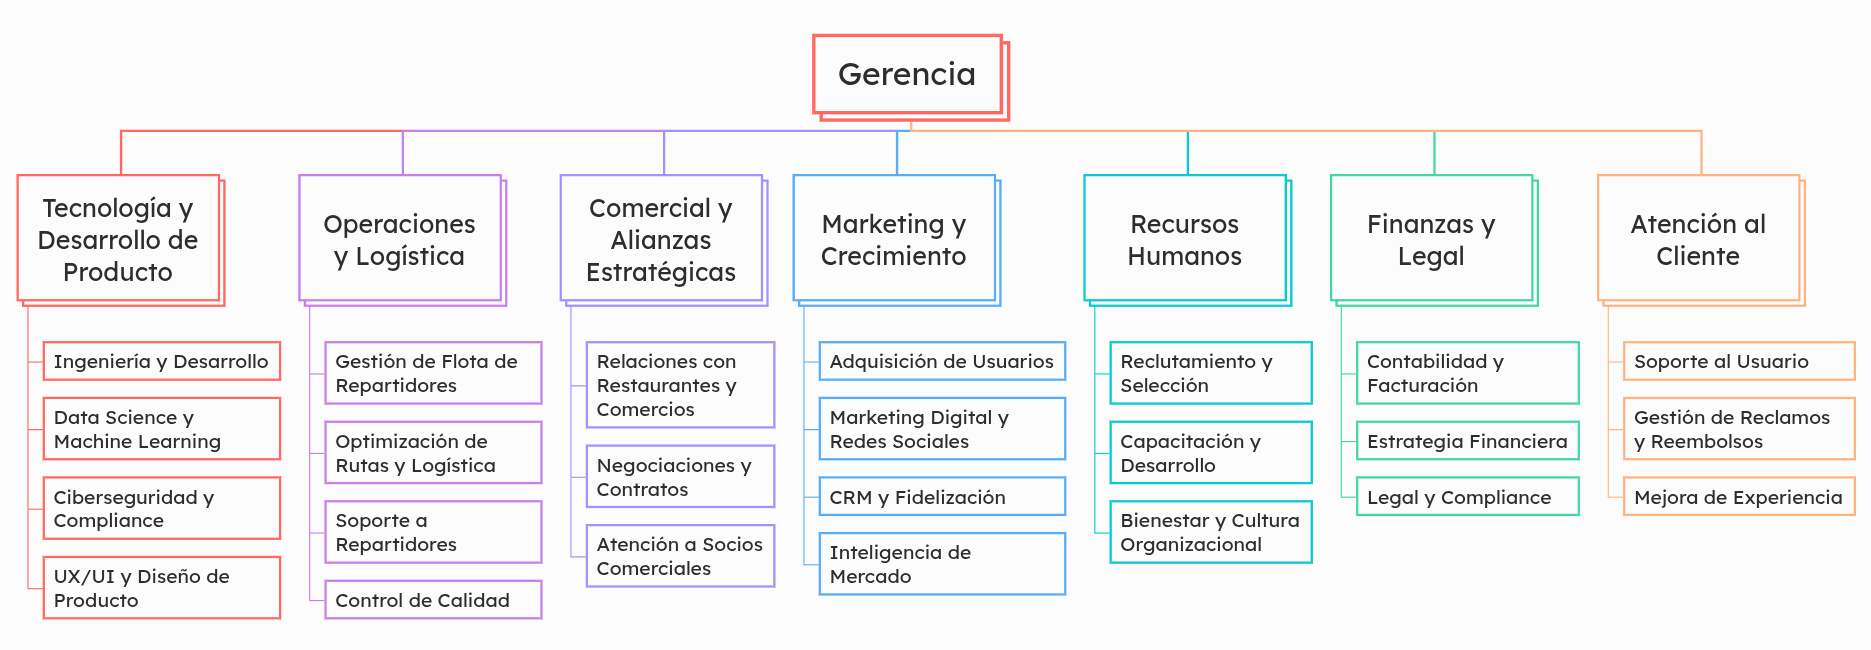 Gerencia
Tecnología y
Desarrollo de
Producto
Ingeniería y Desarrollo
Data Science y
Machine Learning
Ciberseguridad y
Compliance
UX/UI y Diseño de
Producto
Operaciones
y Logística
Gestión de Flota de
Repartidores
Optimización de
Rutas y Logística
Soporte a
Repartidores
Control de Calidad
Comercial y
Alianzas
Estratégicas
Relaciones con
Restaurantes y
Comercios
Negociaciones y
Contratos
Atención a Socios
Comerciales
Marketing y
Crecimiento
Adquisición de Usuarios
Marketing Digital y
Redes Sociales
CRM y Fidelización
Inteligencia de
Mercado
Recursos
Humanos
Reclutamiento y
Selección
Capacitación y
Desarrollo
Bienestar y Cultura
Organizacional
Finanzas y
Legal
Contabilidad y
Facturación
Estrategia Financiera
Legal y Compliance
Atención al
Cliente
Soporte al Usuario
Gestión de Reclamos
y Reembolsos
Mejora de Experiencia